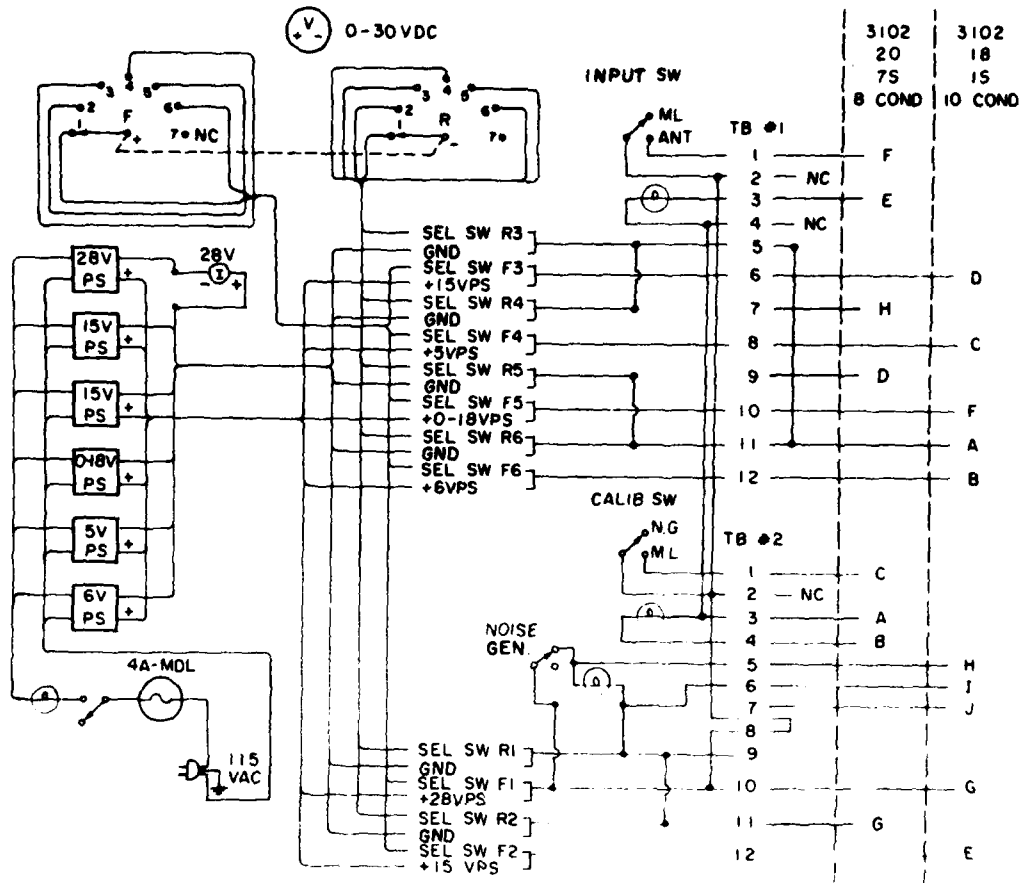 + V - 0-30VDC
3102 3102
20 18
7S 1S
8 COND 10 COND
INPUT SW
ML
ANT
TB #1
3 4 5
2 F 6
1 + 7 NC
3 4 5
2 R 6
1 - 7
1 F
2 NC
3 E
4 NC
5
6 D
7 H
8 C
9 D
10 F
11 A
12 B
SEL SW R3
GND
SEL SW F3
+15VPS
SEL SW R4
GND
SEL SW F4
+5VPS
SEL SW R5
GND
SEL SW F5
+0-18VPS
SEL SW R6
GND
SEL SW F6
+6VPS
28V PS +
28V
- I +
15V PS +
15V PS +
0-18V PS +
5V PS +
6V PS +
4A-MDL
115 VAC
CALIB SW
N.G
ML
TB #2
NOISE GEN.
1 C
2 NC
3 A
4 B
5 H
6 I
7 J
8
9
10 G
11 G
12 E
SEL SW R1
GND
SEL SW F1
+28VPS
SEL SW R2
GND
SEL SW F2
+15 VPS